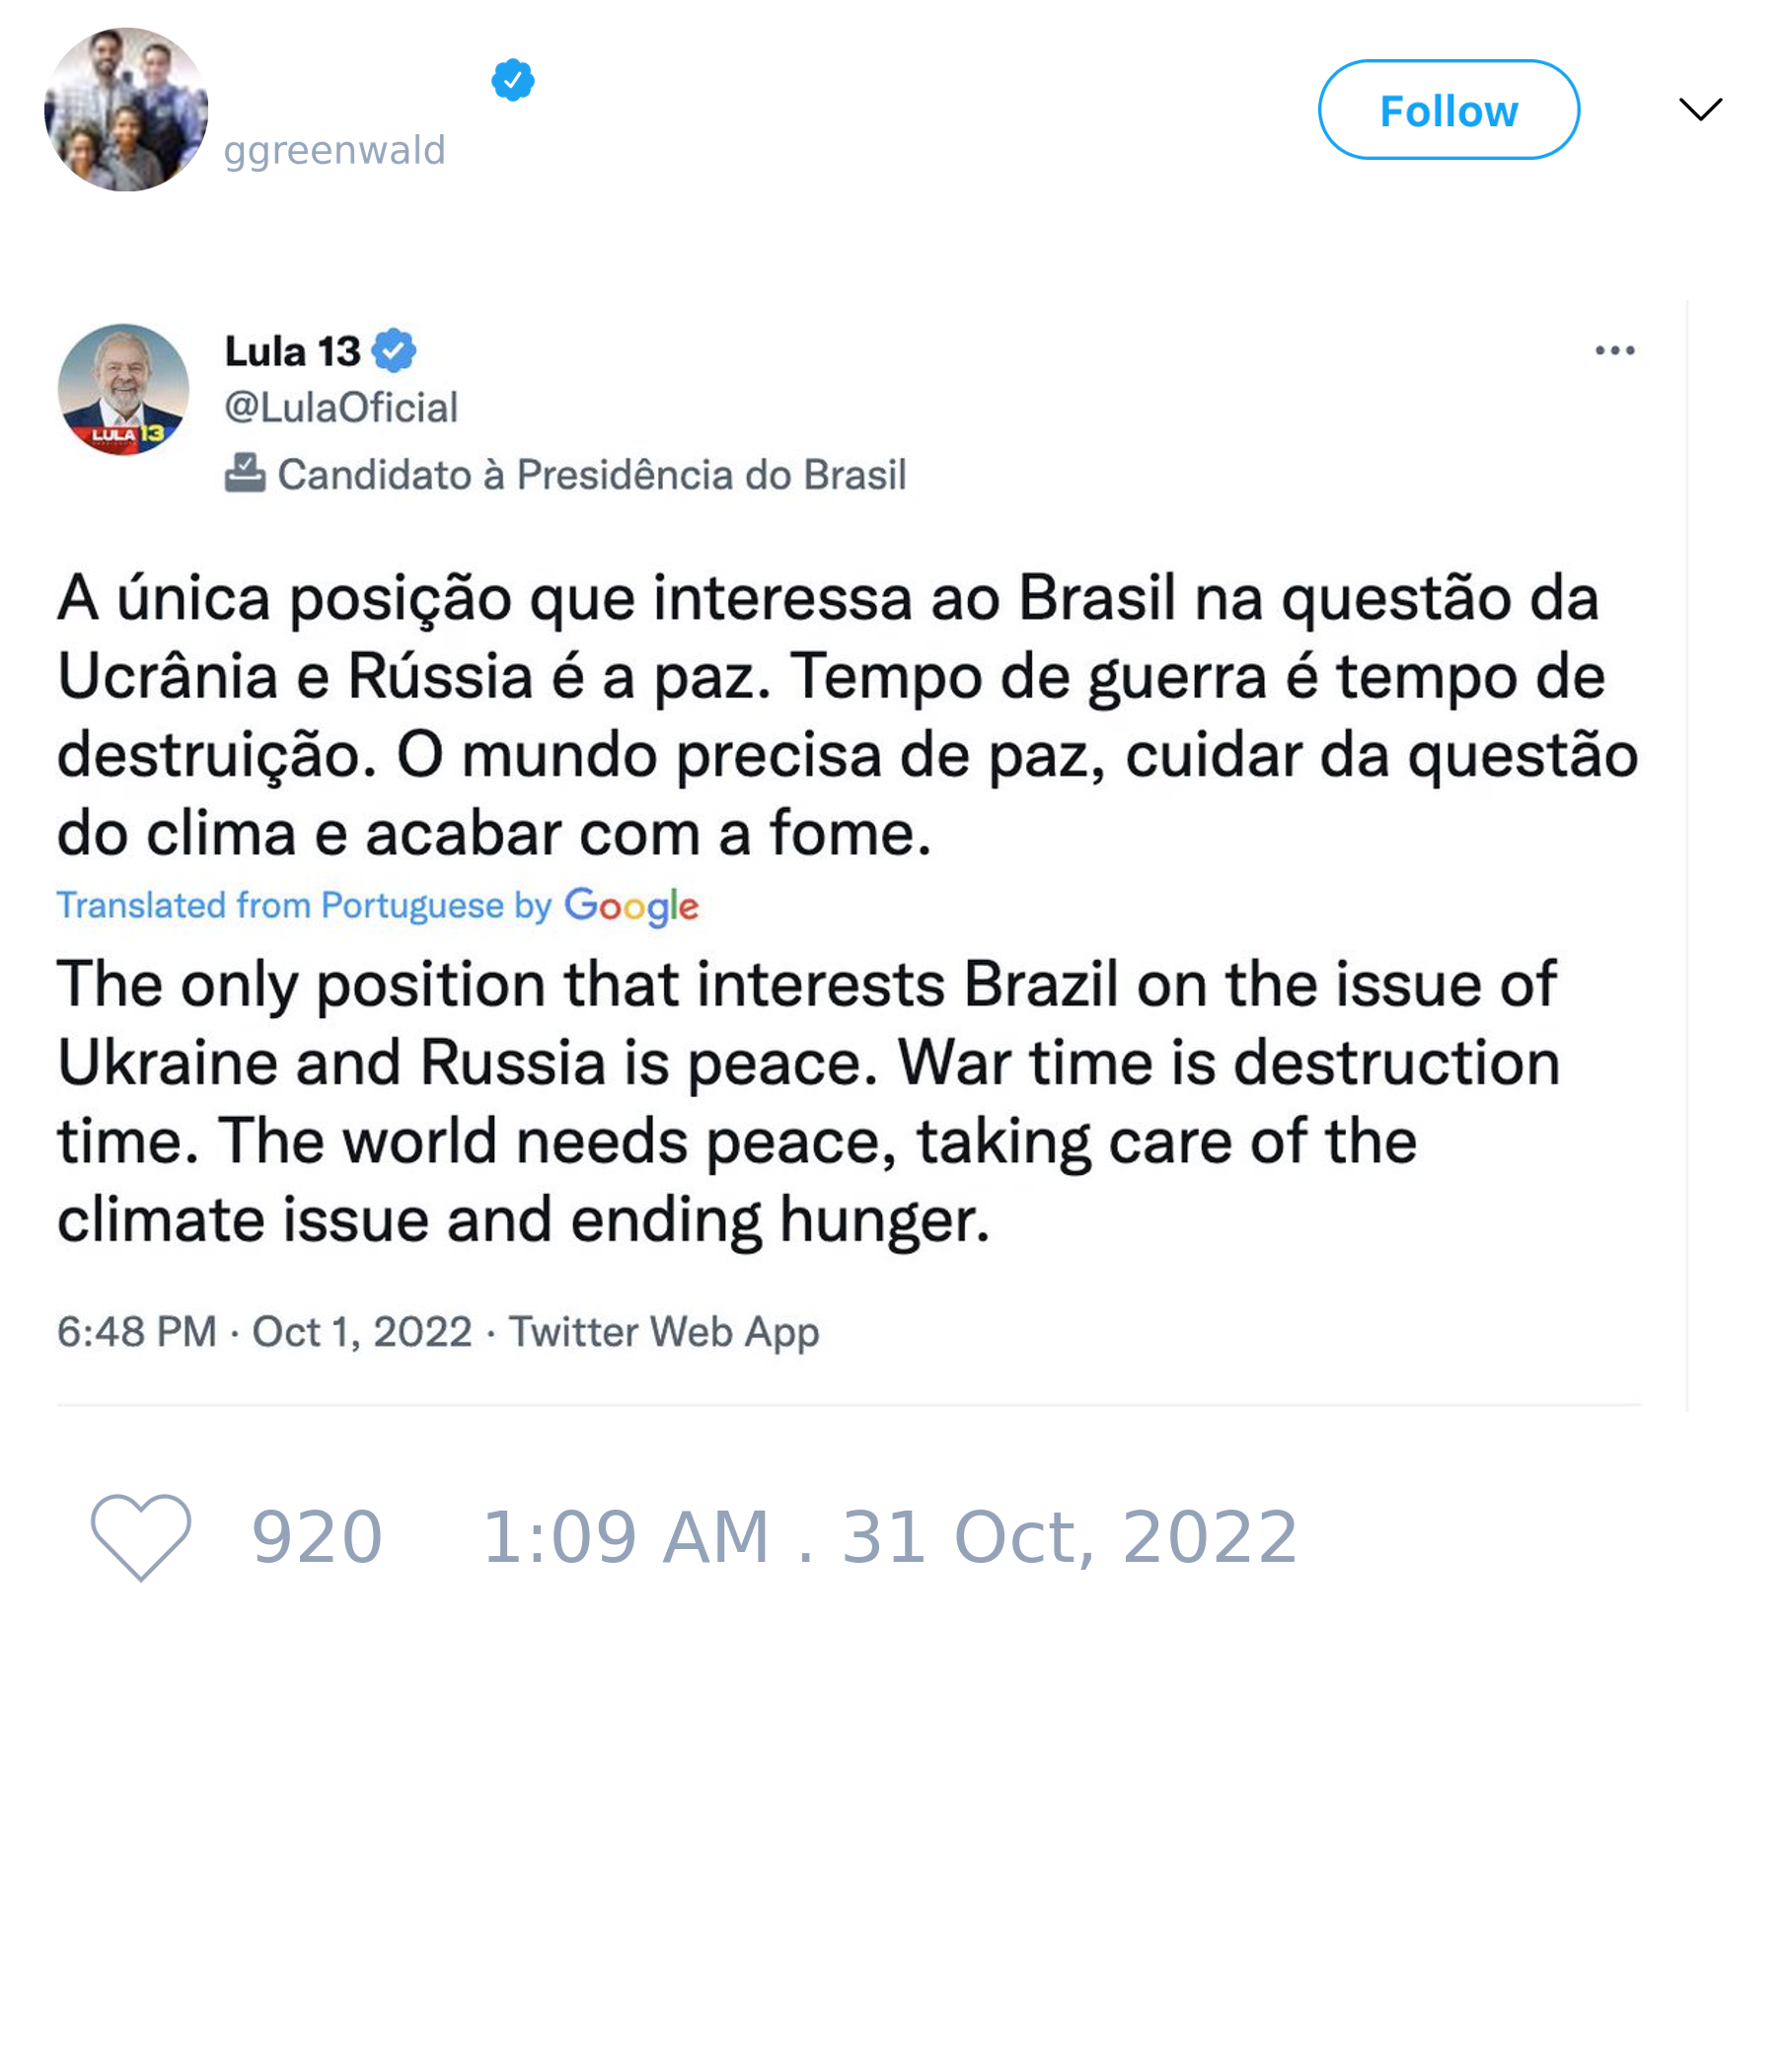 ggreenwald
Follow
Lula 13
@LulaOficial
LULA 13
Candidato à Presidência do Brasil
A única posição que interessa ao Brasil na questão da
Ucrânia e Rússia é a paz. Tempo de guerra é tempo de
destruição. O mundo precisa de paz, cuidar da questão
do clima e acabar com a fome.
Translated from Portuguese by Google
The only position that interests Brazil on the issue of
Ukraine and Russia is peace. War time is destruction
time. The world needs peace, taking care of the
climate issue and ending hunger.
6:48 PM · Oct 1, 2022 · Twitter Web App
920 1:09 AM . 31 Oct, 2022